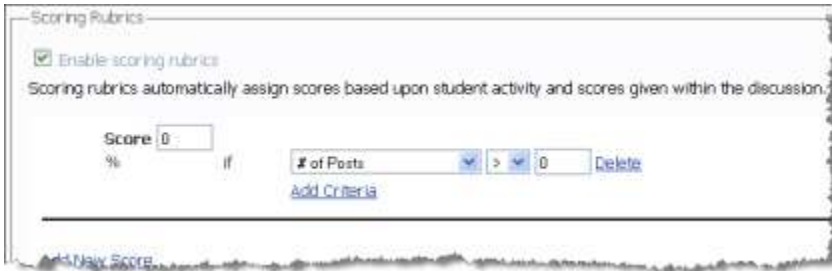 Scoring Rubrics
Enable scoring rubrics
Scoring rubrics automatically assign scores based upon student activity and scores given within the discussion.
Score 0
% if # of Posts > 0 Delete
Add Criteria
Add New Score